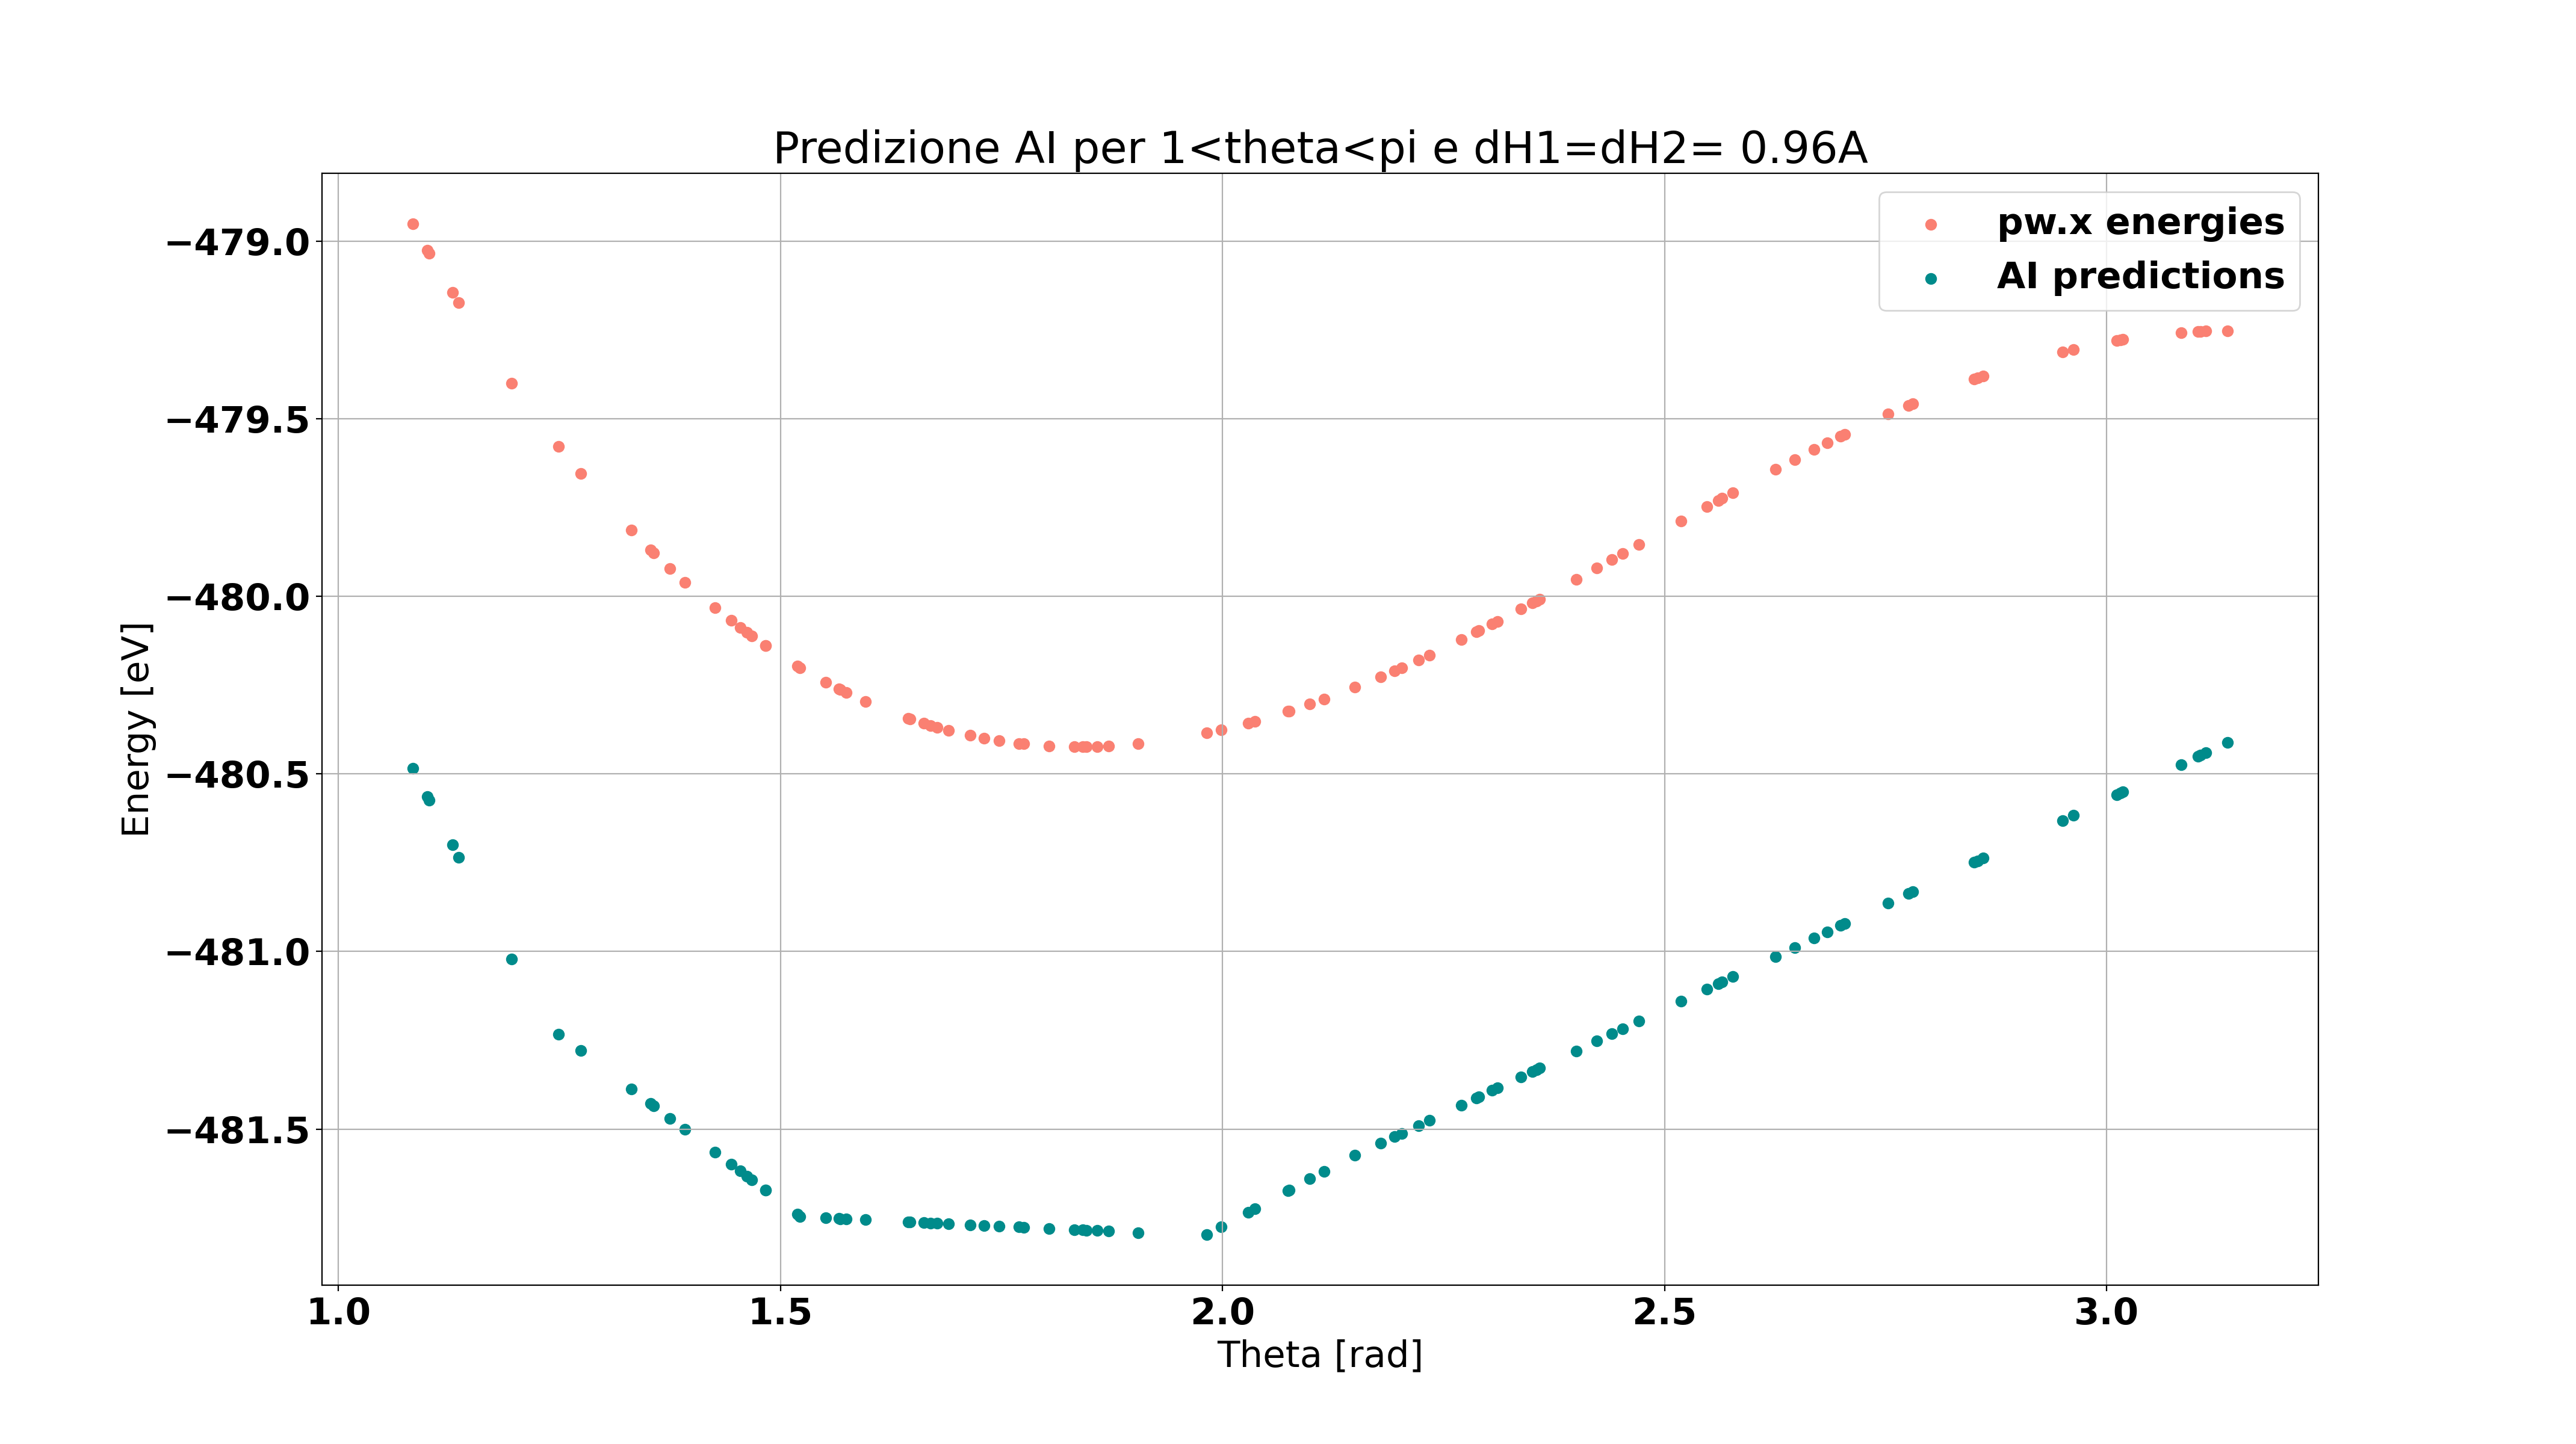 Predizione AI per 1<theta<pi e dH1=dH2= 0.96A
pw.x energies
AI predictions
−479.0
−479.5
−480.0
−480.5
−481.0
−481.5
Energy [eV]
1.0 1.5 2.0 2.5 3.0
Theta [rad]